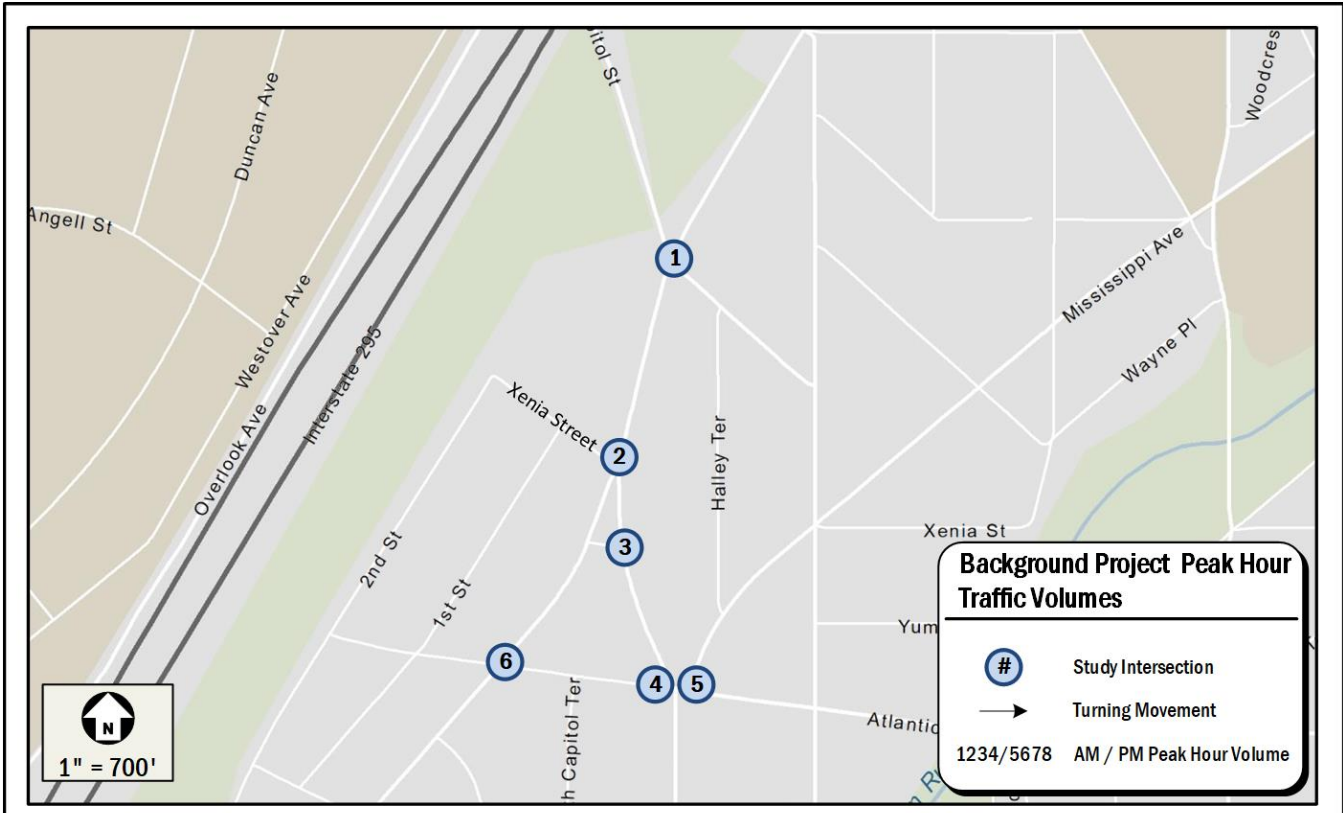 itol St
Woodcres
Duncan Ave
Angell St
Mississippi Ave
Westover Ave
Wayne Pl
Interstate 295
Xenia Street
Overlook Ave
Halley Ter
Xenia St
2nd St
1st St
Yum
h Capitol Ter
Atlantic
n R
1
2
3
4
5
6
N
1" = 700'
Background Project Peak Hour
Traffic Volumes
#
Study Intersection
Turning Movement
1234/5678
AM / PM Peak Hour Volume